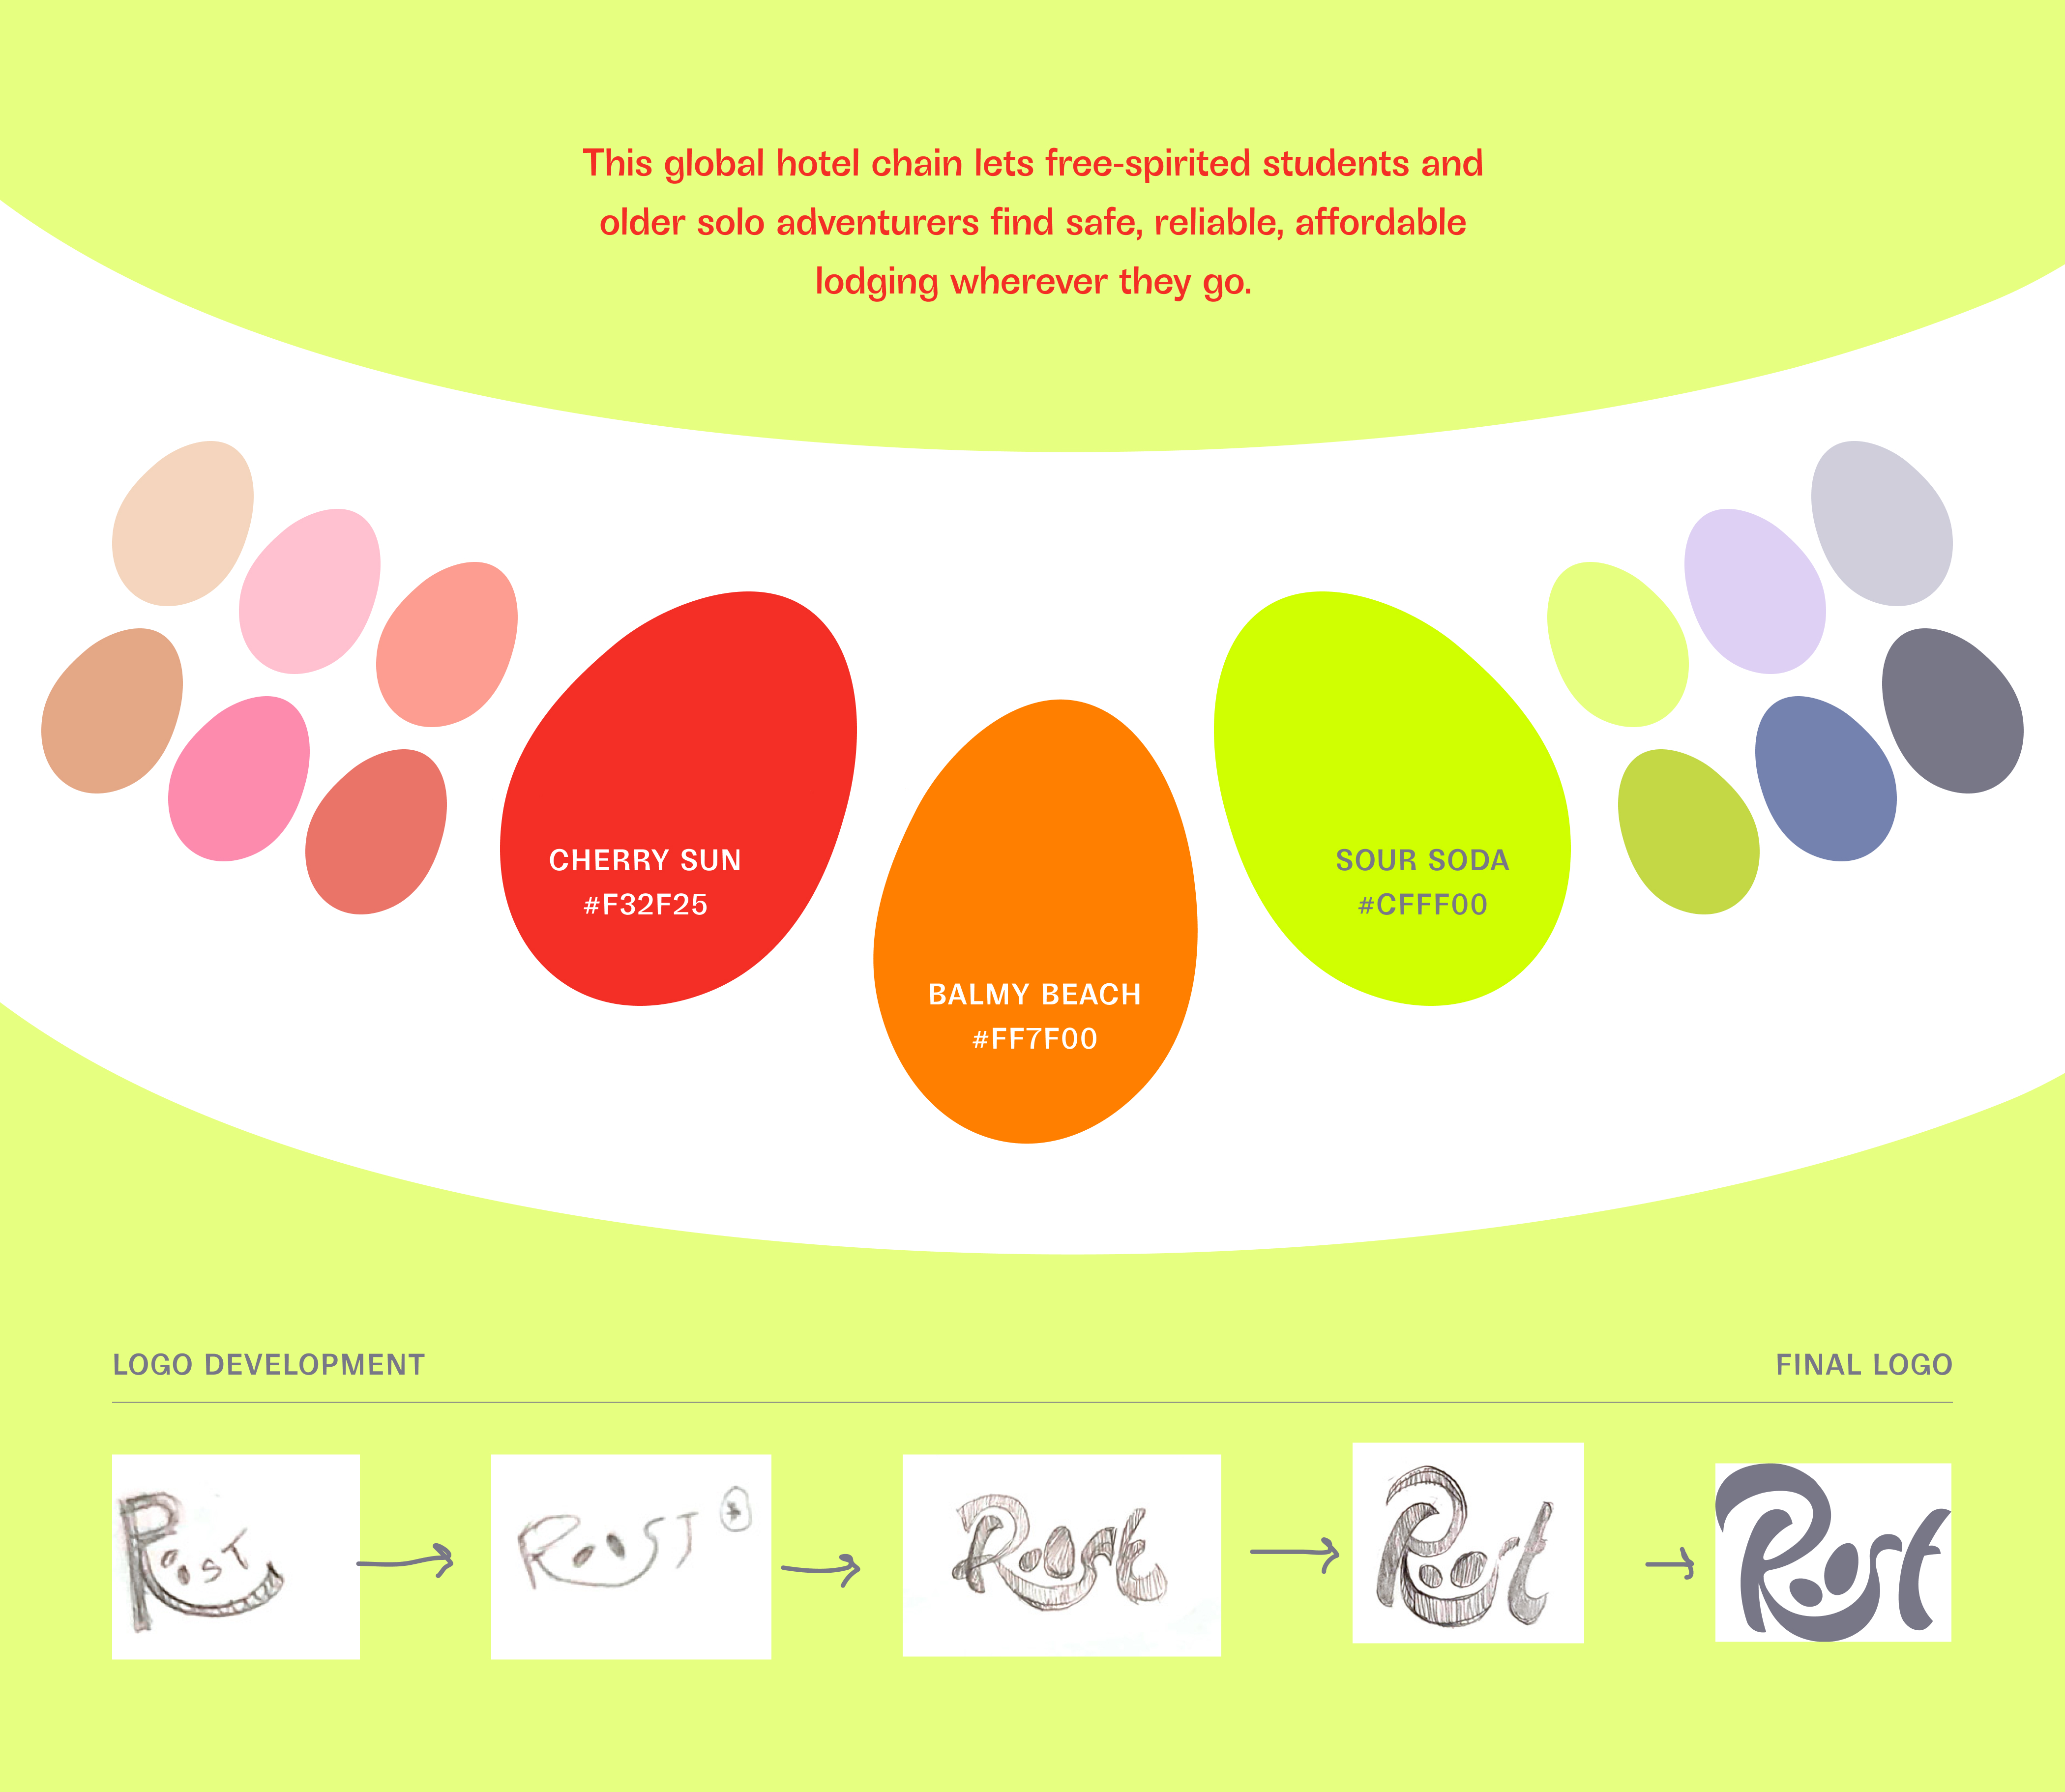 This global hotel chain lets free-spirited students and
older solo adventurers find safe, reliable, affordable
lodging wherever they go.
CHERRY SUN
#F32F25
SOUR SODA
#CFFF00
BALMY BEACH
#FF7F00
LOGO DEVELOPMENT
FINAL LOGO
Roost
ROOST
Roost
Roost
Roost